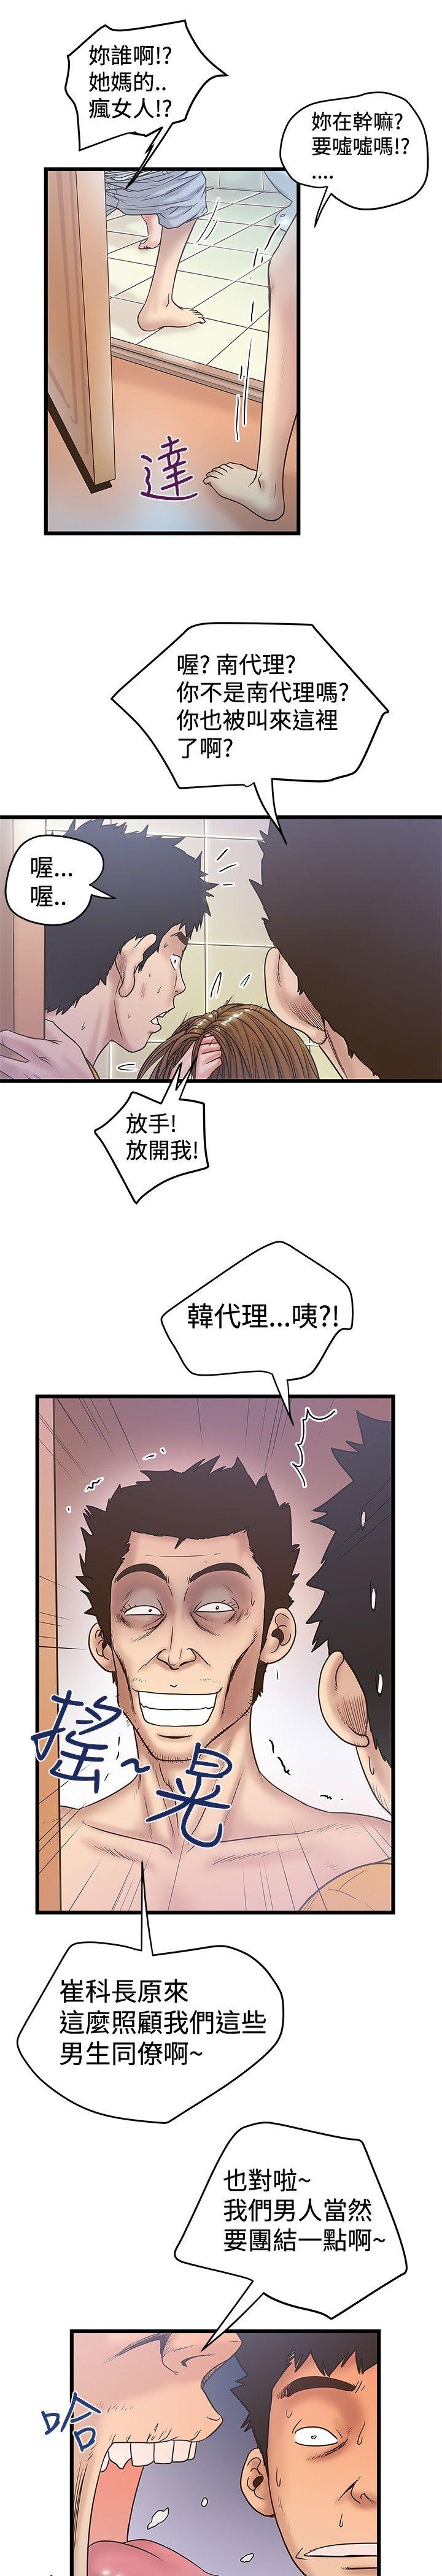 妳誰啊!?
她媽的..
瘋女人!?
妳在幹嘛?
要噓噓嗎!?
....
達
喔? 南代理?
你不是南代理嗎?
你也被叫來這裡
了啊?
喔...
喔..
放手!
放開我!
韓代理...咦?!
搖~晃
崔科長原來
這麼照顧我們這些
男生同僚啊~
也對啦~
我們男人當然
要團結一點啊~
哈